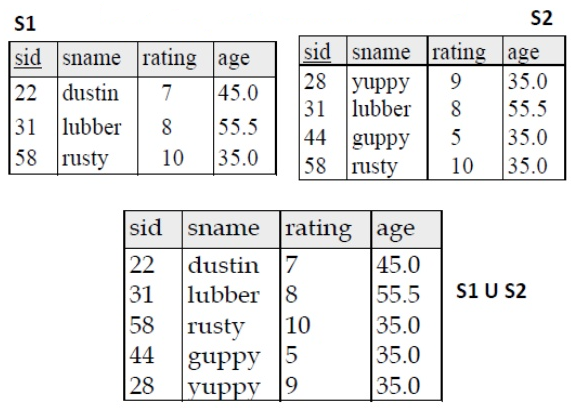 S1
sid sname rating age
22 dustin 7 45.0
31 lubber 8 55.5
58 rusty 10 35.0
S2
sid sname rating age
28 yuppy 9 35.0
31 lubber 8 55.5
44 guppy 5 35.0
58 rusty 10 35.0
sid sname rating age
22 dustin 7 45.0
31 lubber 8 55.5
58 rusty 10 35.0
44 guppy 5 35.0
28 yuppy 9 35.0
S1 U S2